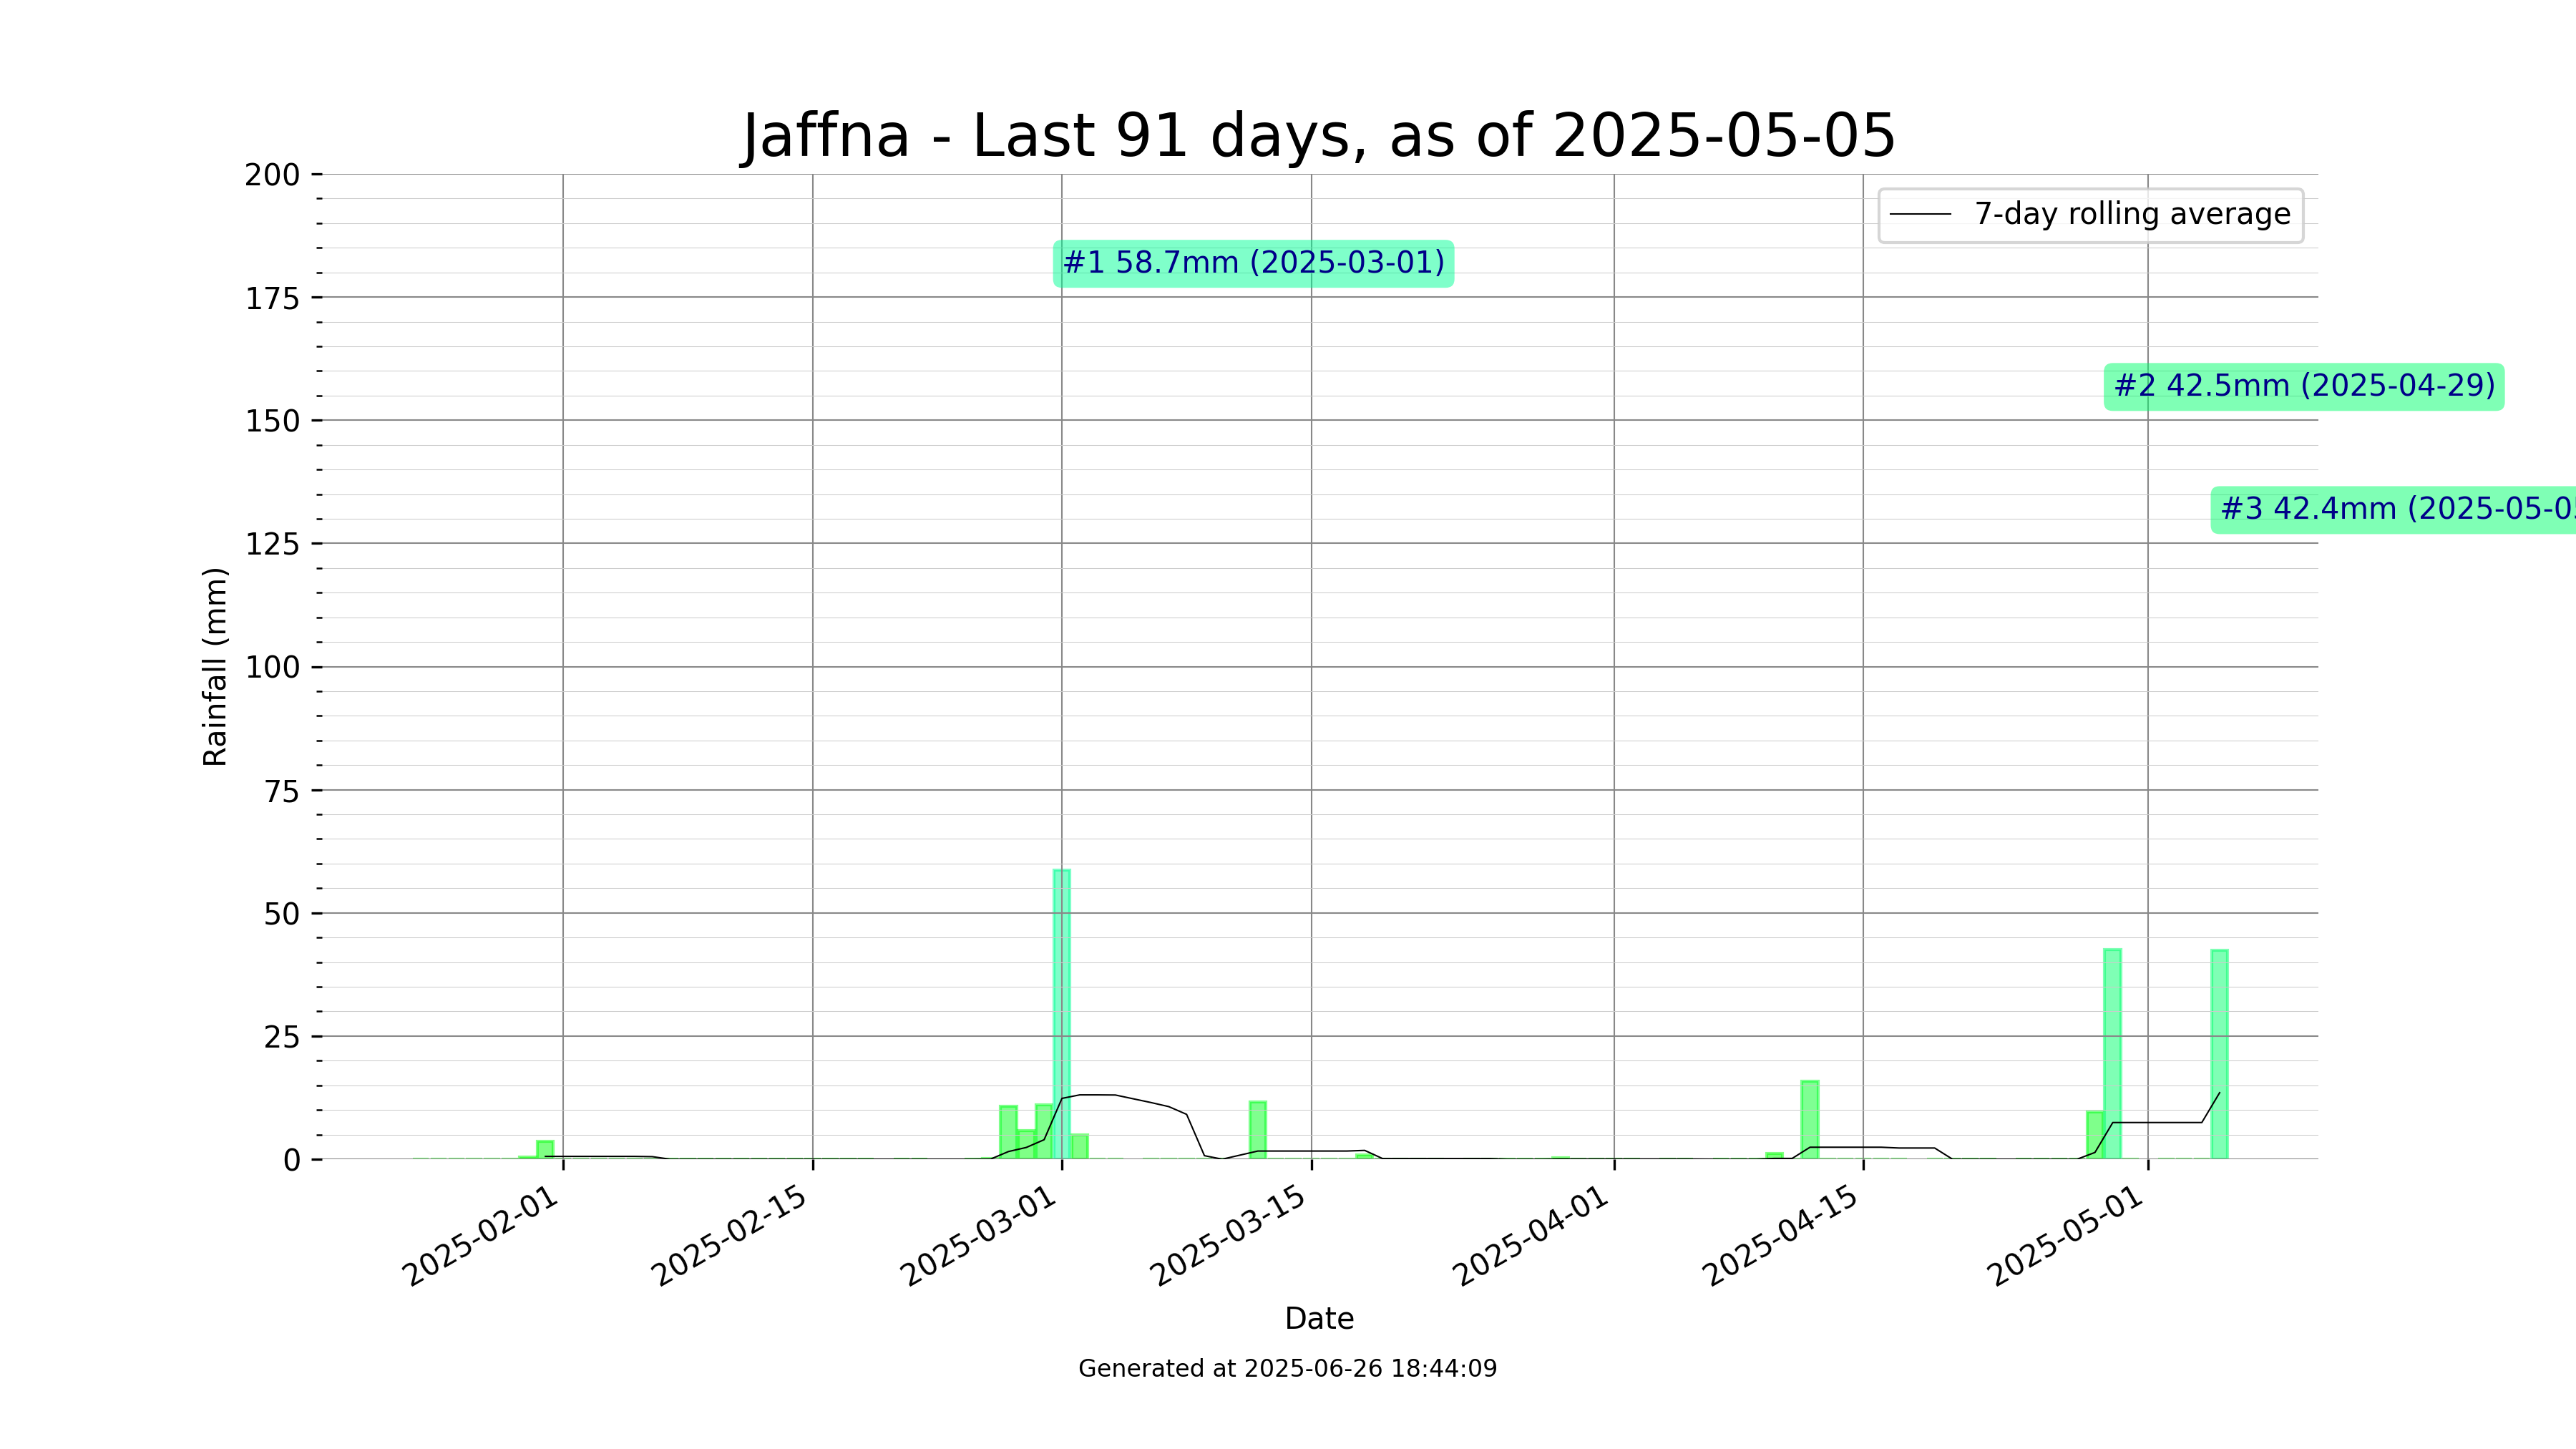 Jaffna - Last 91 days, as of 2025-05-05
200
175
150
125
100
75
50
25
0
Rainfall (mm)
7-day rolling average
#1 58.7mm (2025-03-01)
#2 42.5mm (2025-04-29)
#3 42.4mm (2025-05-0
2025-02-01
2025-02-15
2025-03-01
2025-03-15
2025-04-01
2025-04-15
2025-05-01
Date
Generated at 2025-06-26 18:44:09